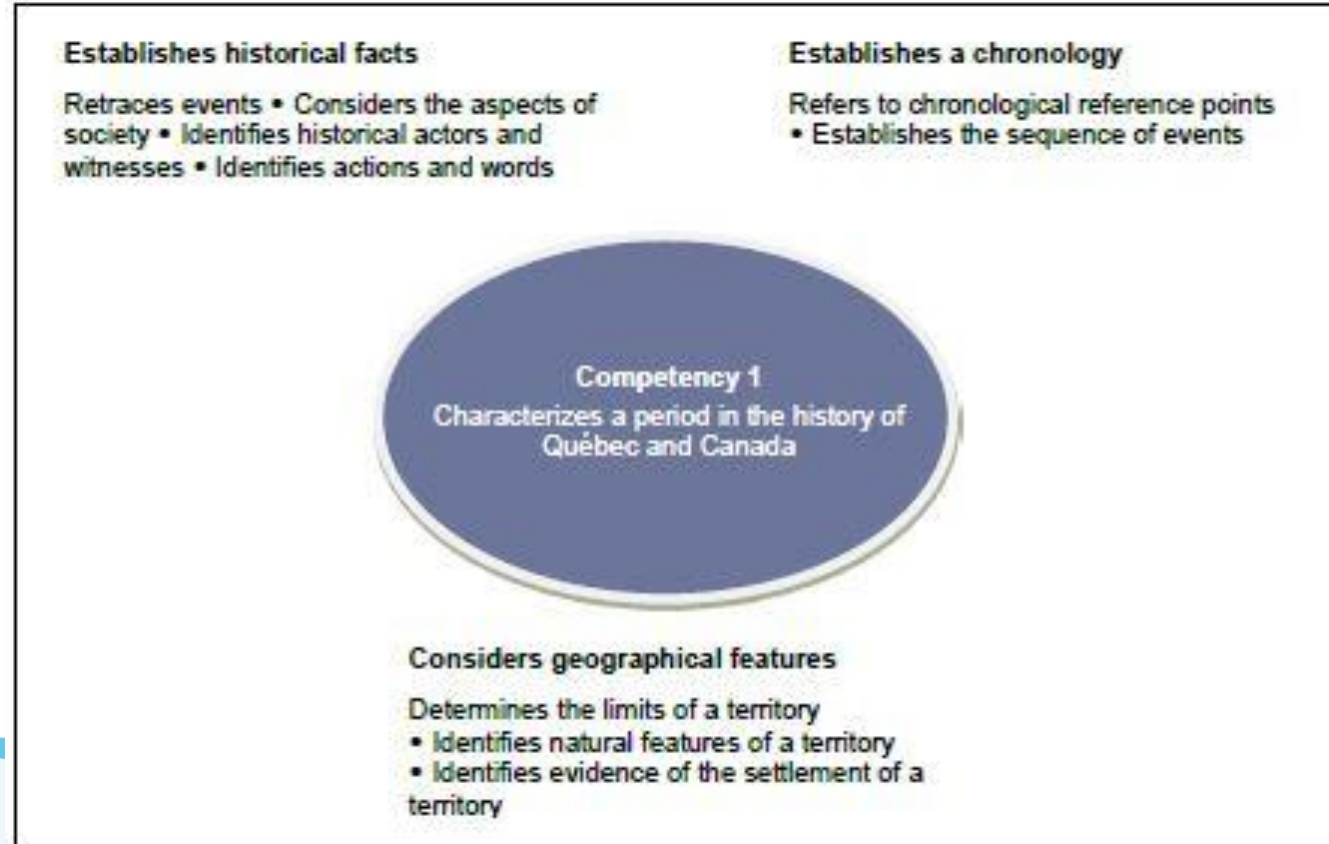 Establishes historical facts
Retraces events • Considers the aspects of
society • Identifies historical actors and
witnesses • Identifies actions and words
Establishes a chronology
Refers to chronological reference points
• Establishes the sequence of events
Competency 1
Characterizes a period in the history of
Québec and Canada
Considers geographical features
Determines the limits of a territory
• Identifies natural features of a territory
• Identifies evidence of the settlement of a
territory